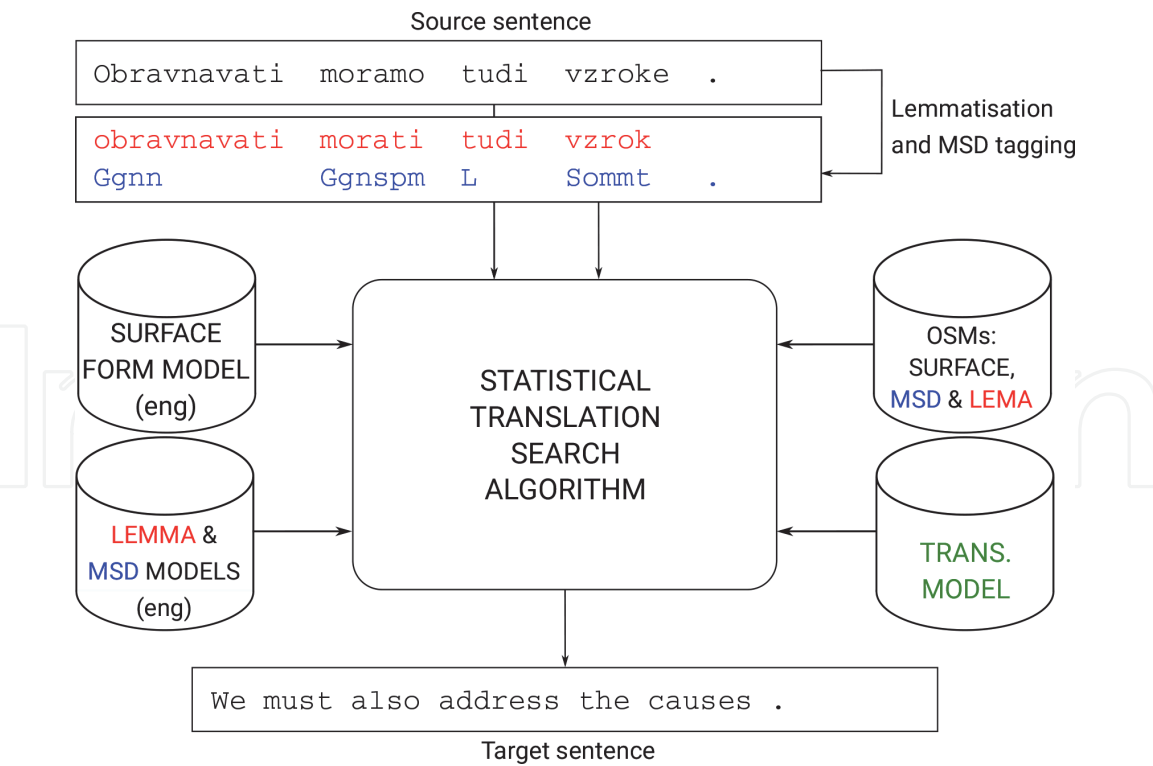 Source sentence
Obravnavati moramo tudi vzroke .
obravnavati morati tudi vzrok
Ggnn Ggnspm L Sommt .
Lemmatisation
and MSD tagging
SURFACE
FORM MODEL
(eng)
LEMMA &
MSD MODELS
(eng)
STATISTICAL
TRANSLATION
SEARCH
ALGORITHM
OSMs:
SURFACE,
MSD & LEMA
TRANS.
MODEL
We must also address the causes .
Target sentence